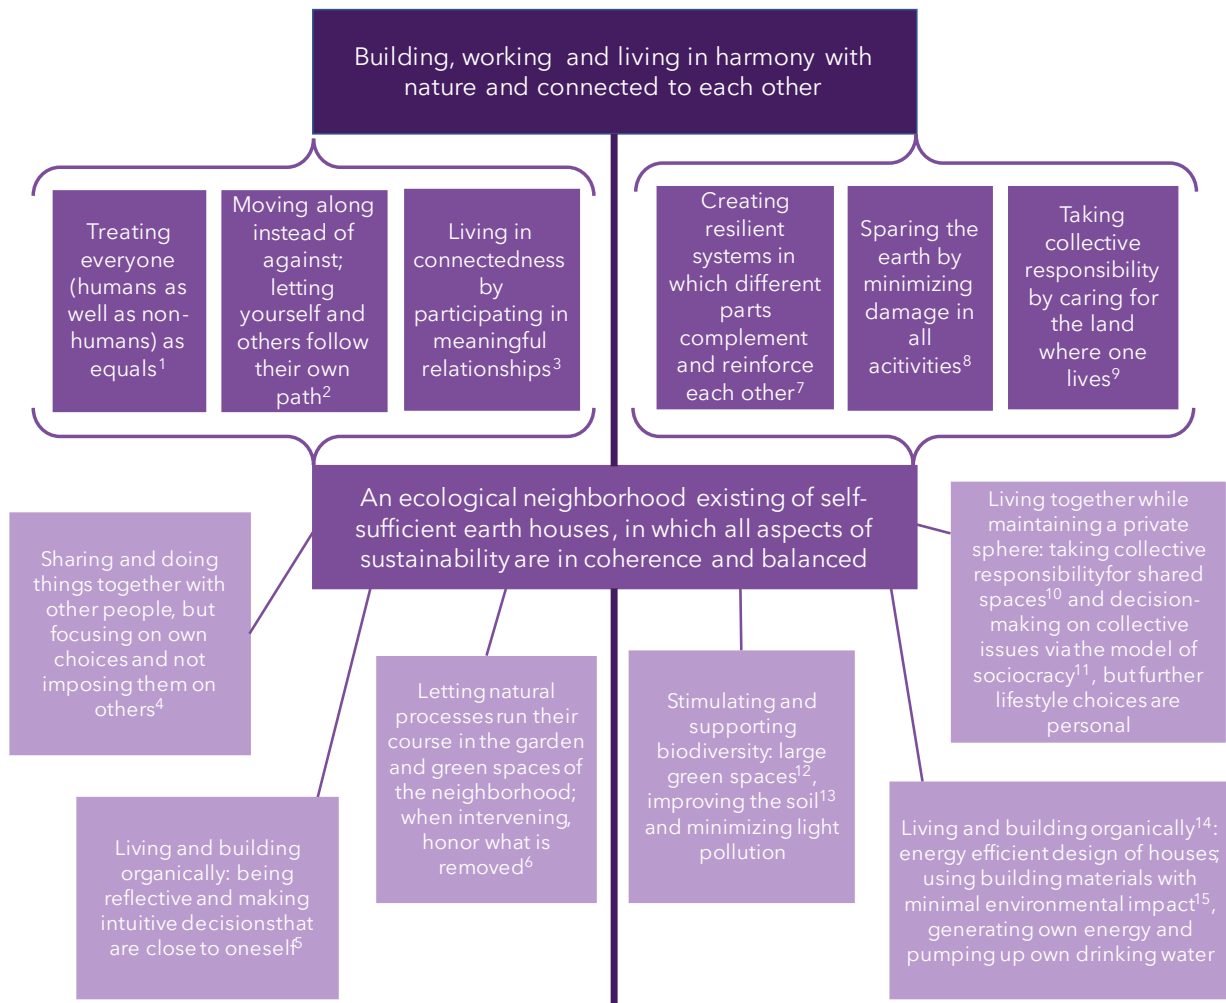 Building, working and living in harmony with
nature and connected to each other
Treating
everyone
(humans as
well as non-
humans) as
equals¹
Moving along
instead of
against;
letting
yourself and
others follow
their own
path²
Living in
connectedness
by
participating in
meaningful
relationships³
Creating
resilient
systems in
which different
parts
complement
and reinforce
each other⁷
Sparing the
earth by
minimizing
damage in
all
acitivities⁸
Taking
collective
responsibility
by caring for
the land
where one
lives⁹
An ecological neighborhood existing of self-
sufficient earth houses, in which all aspects of
sustainability are in coherence and balanced
Sharing and doing
things together with
other people, but
focusing on own
choices and not
imposing them on
others⁴
Living and building
organically: being
reflective and making
intuitive decisions that
are close to oneself⁵
Letting natural
processes run their
course in the garden
and green spaces of
the neighborhood;
when intervening,
honor what is
removed⁶
Stimulating and
supporting
biodiversity: large
green spaces¹²,
improving the soil¹³
and minimizing light
pollution
Living together while
maintaining a private
sphere: taking collective
responsibility for shared
spaces¹⁰ and decision-
making on collective
issues via the model of
sociocracy¹¹, but further
lifestyle choices are
personal
Living and building organically¹⁴:
energy efficient design of houses;
using building materials with
minimal environmental impact¹⁵,
generating own energy and
pumping up own drinking water